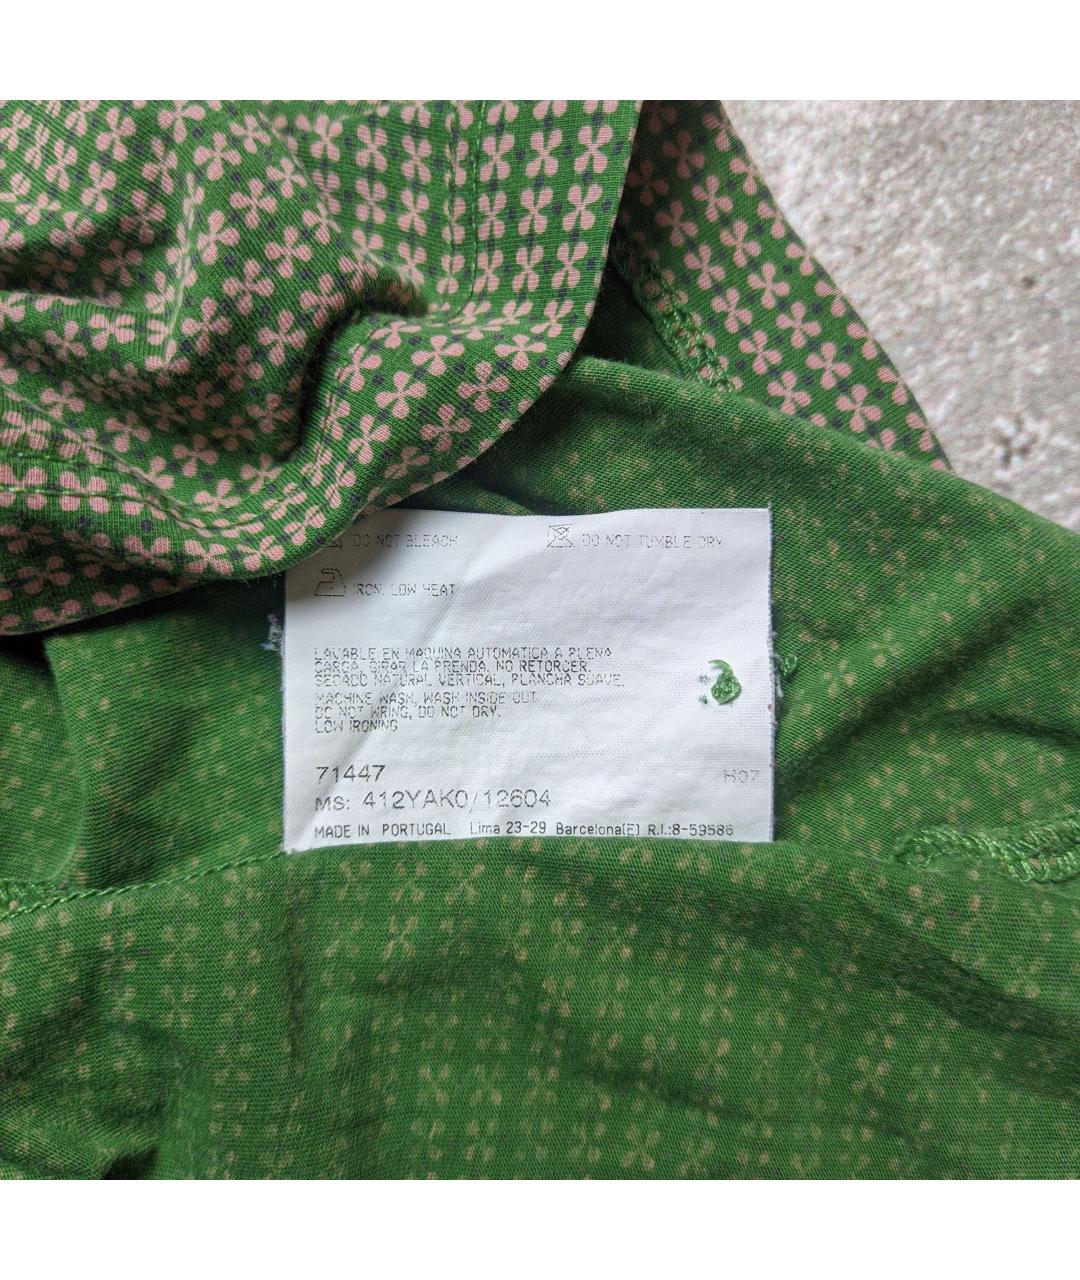 DO NOT BLEACH DO NOT TUMBLE DRY
IRON, LOW HEAT
LAVABLE EN MAQUINA AUTOMATICA A PLENA
CARGA. GIRAR LA PRENDA. NO RETORCER.
SECADO NATURAL VERTICAL, PLANCHA SUAVE.
MACHINE WASH, WASH INSIDE OUT
DO NOT WRING, DO NOT DRY.
LOW IRONING
71447 H07
MS: 412YAK0/12604
MADE IN PORTUGAL Lima 23-29 Barcelona(E) R.I.:8-59586